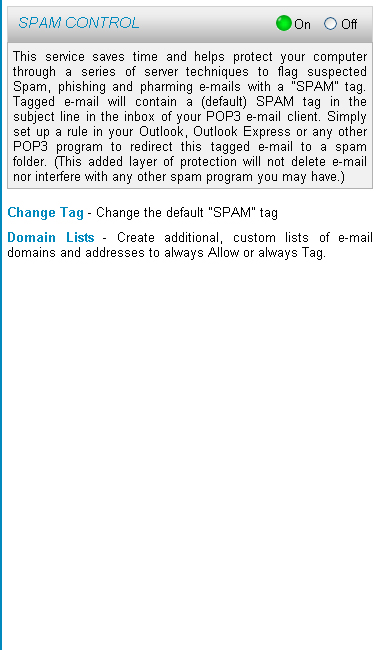 SPAM CONTROL On Off
This service saves time and helps protect your computer
through a series of server techniques to flag suspected
Spam, phishing and pharming e-mails with a "SPAM" tag.
Tagged e-mail will contain a (default) SPAM tag in the
subject line in the inbox of your POP3 e-mail client. Simply
set up a rule in your Outlook, Outlook Express or any other
POP3 program to redirect this tagged e-mail to a spam
folder. (This added layer of protection will not delete e-mail
nor interfere with any other spam program you may have.)
Change Tag - Change the default "SPAM" tag
Domain Lists - Create additional, custom lists of e-mail
domains and addresses to always Allow or always Tag.